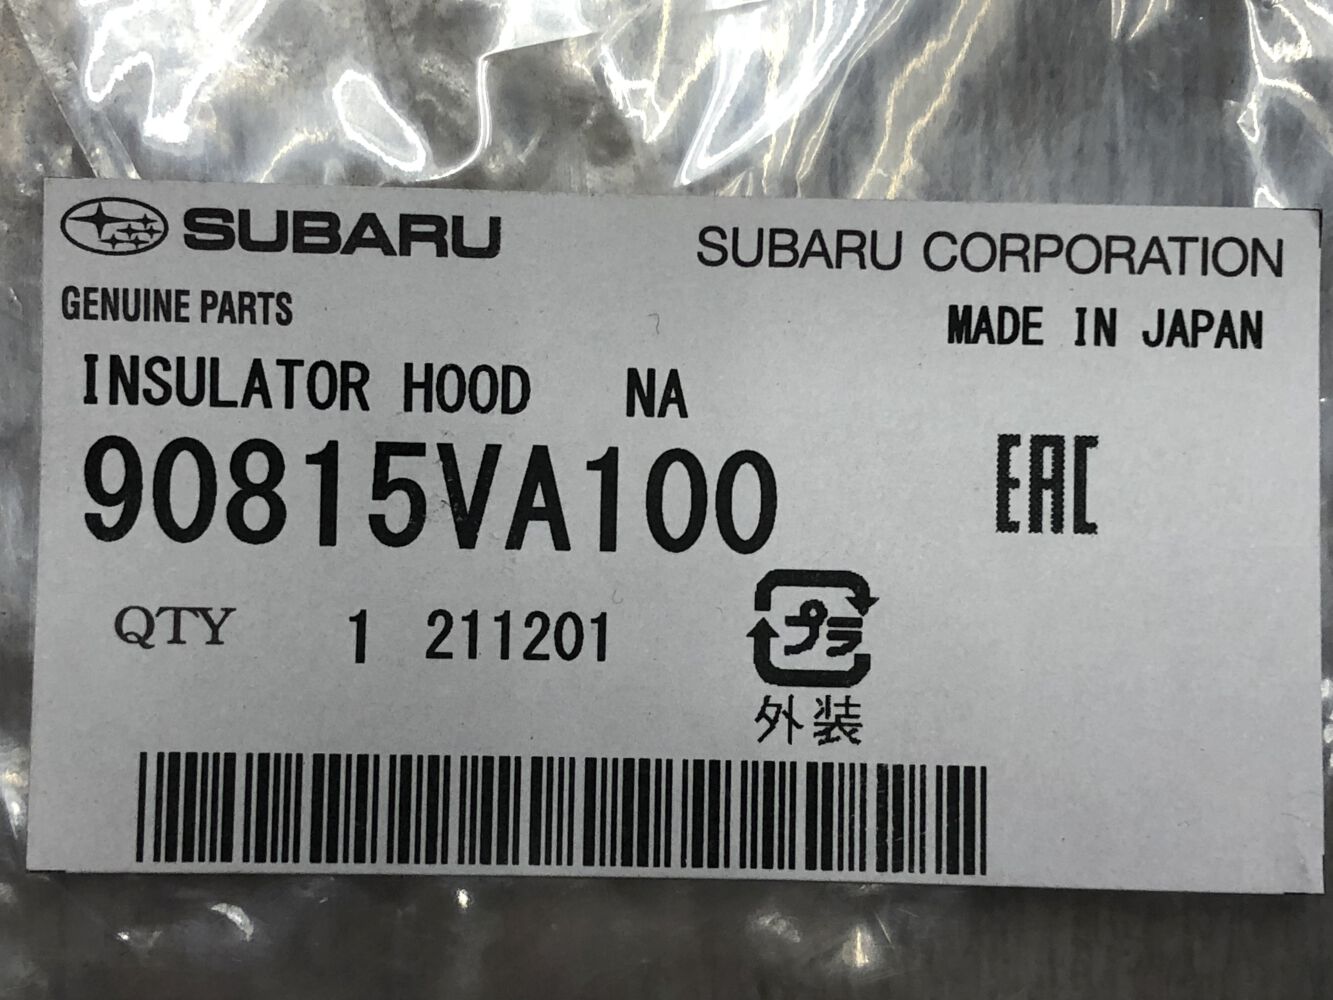 SUBARU
SUBARU CORPORATION
GENUINE PARTS
MADE IN JAPAN
INSULATOR HOOD NA
90815VA100
EAC
QTY 1 211201
プラ
外装